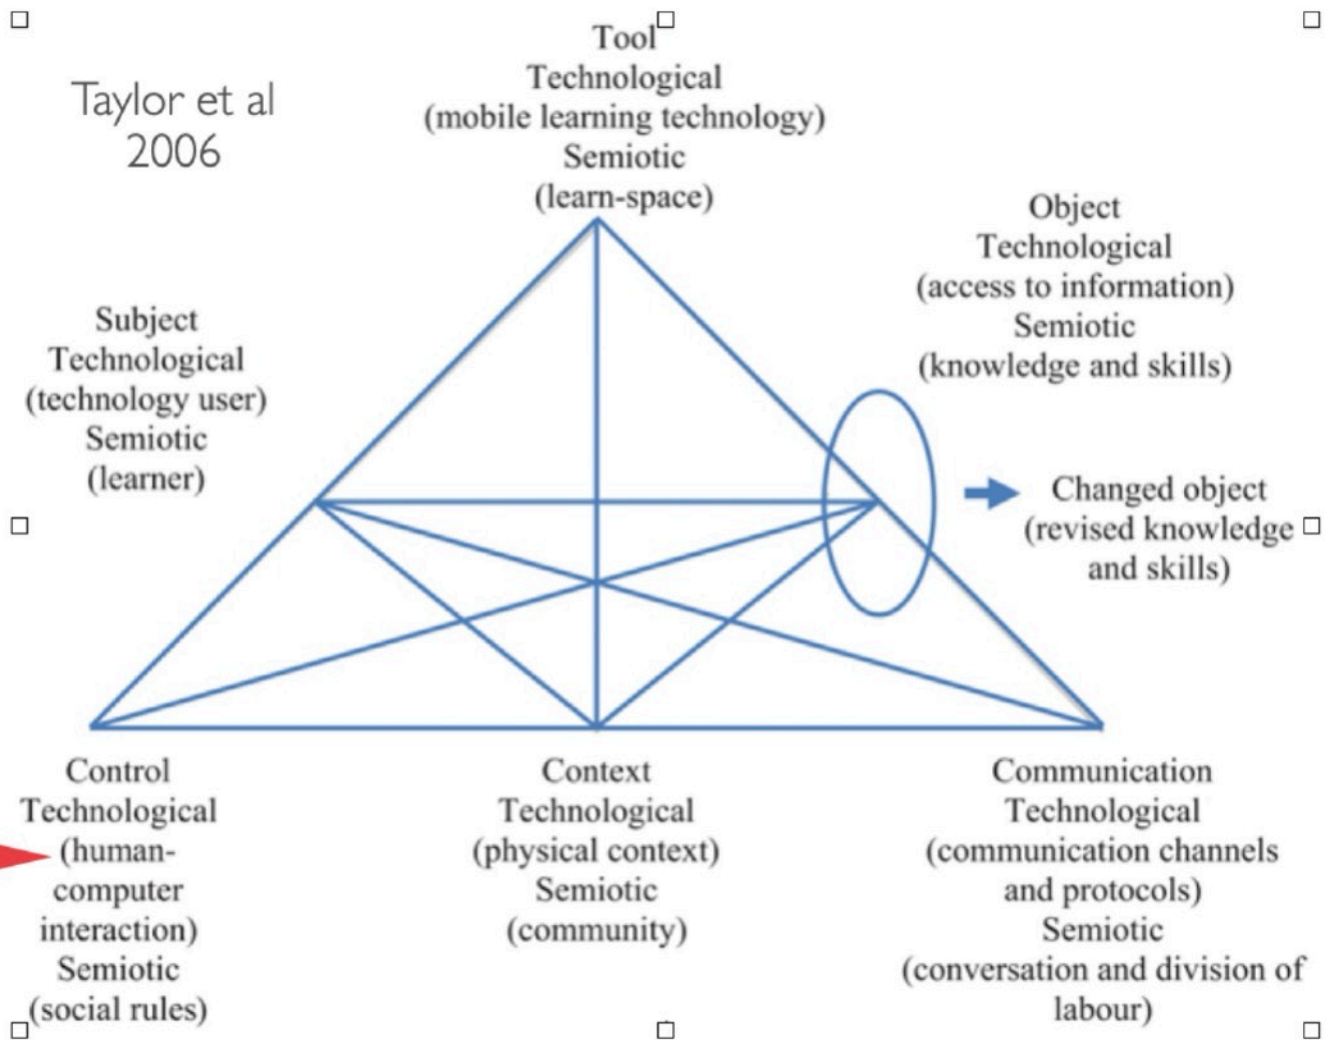 Taylor et al
2006
Tool
Technological
(mobile learning technology)
Semiotic
(learn-space)
Object
Technological
(access to information)
Semiotic
(knowledge and skills)
Subject
Technological
(technology user)
Semiotic
(learner)
Changed object
(revised knowledge
and skills)
Control
Technological
(human-
computer
interaction)
Semiotic
(social rules)
Context
Technological
(physical context)
Semiotic
(community)
Communication
Technological
(communication channels
and protocols)
Semiotic
(conversation and division of
labour)